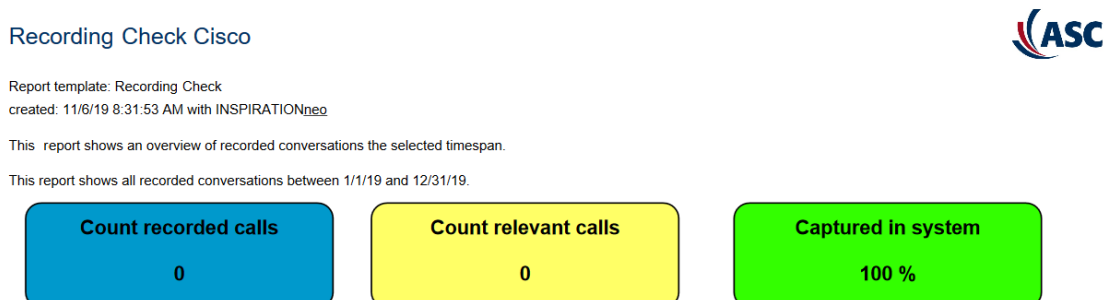 Recording Check Cisco
ASC
Report template: Recording Check
created: 11/6/19 8:31:53 AM with INSPIRATIONneo
This report shows an overview of recorded conversations the selected timespan.
This report shows all recorded conversations between 1/1/19 and 12/31/19.
Count recorded calls
0
Count relevant calls
0
Captured in system
100 %